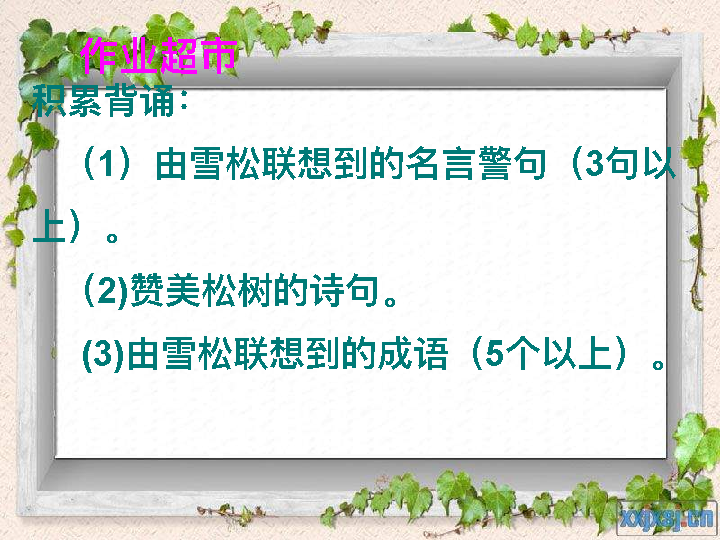 作业超市
积累背诵：
（1）由雪松联想到的名言警句（3句以
上）。
（2)赞美松树的诗句。
(3)由雪松联想到的成语（5个以上）。
xxjxsj.cn